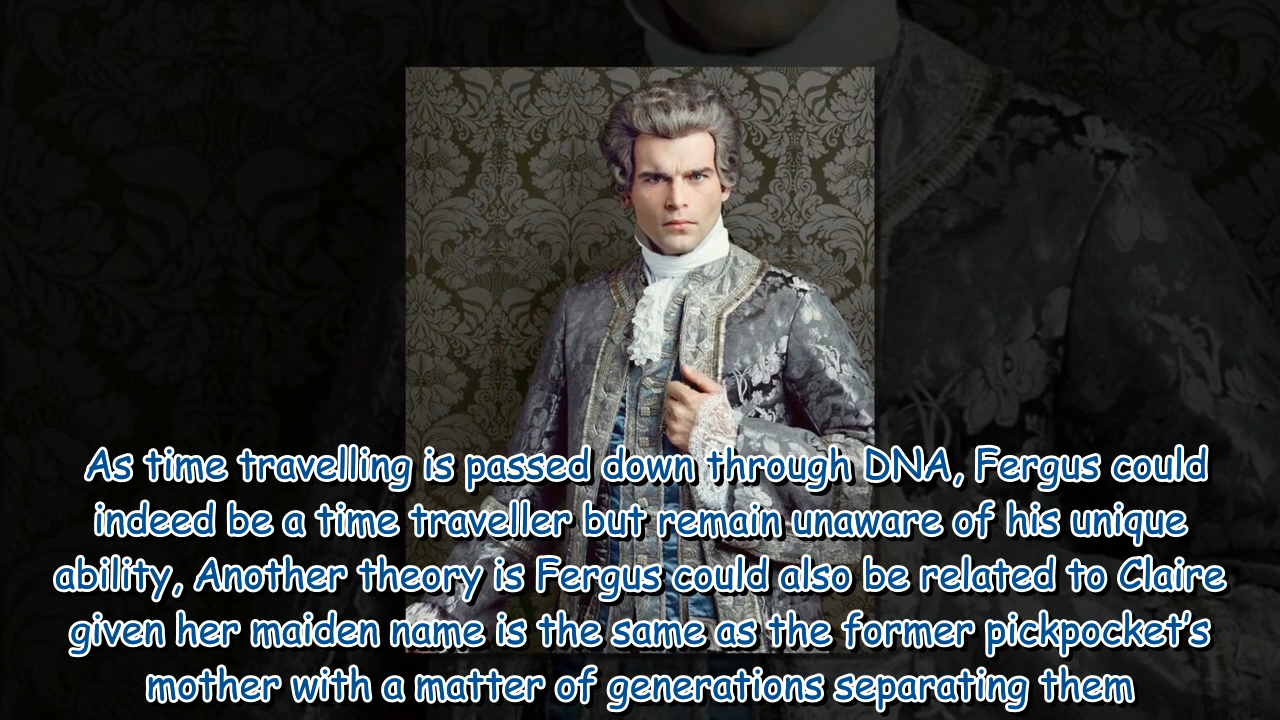 As time travelling is passed down through DNA, Fergus could
indeed be a time traveller but remain unaware of his unique
ability, Another theory is Fergus could also be related to Claire
given her maiden name is the same as the former pickpocket's
mother with a matter of generations separating them